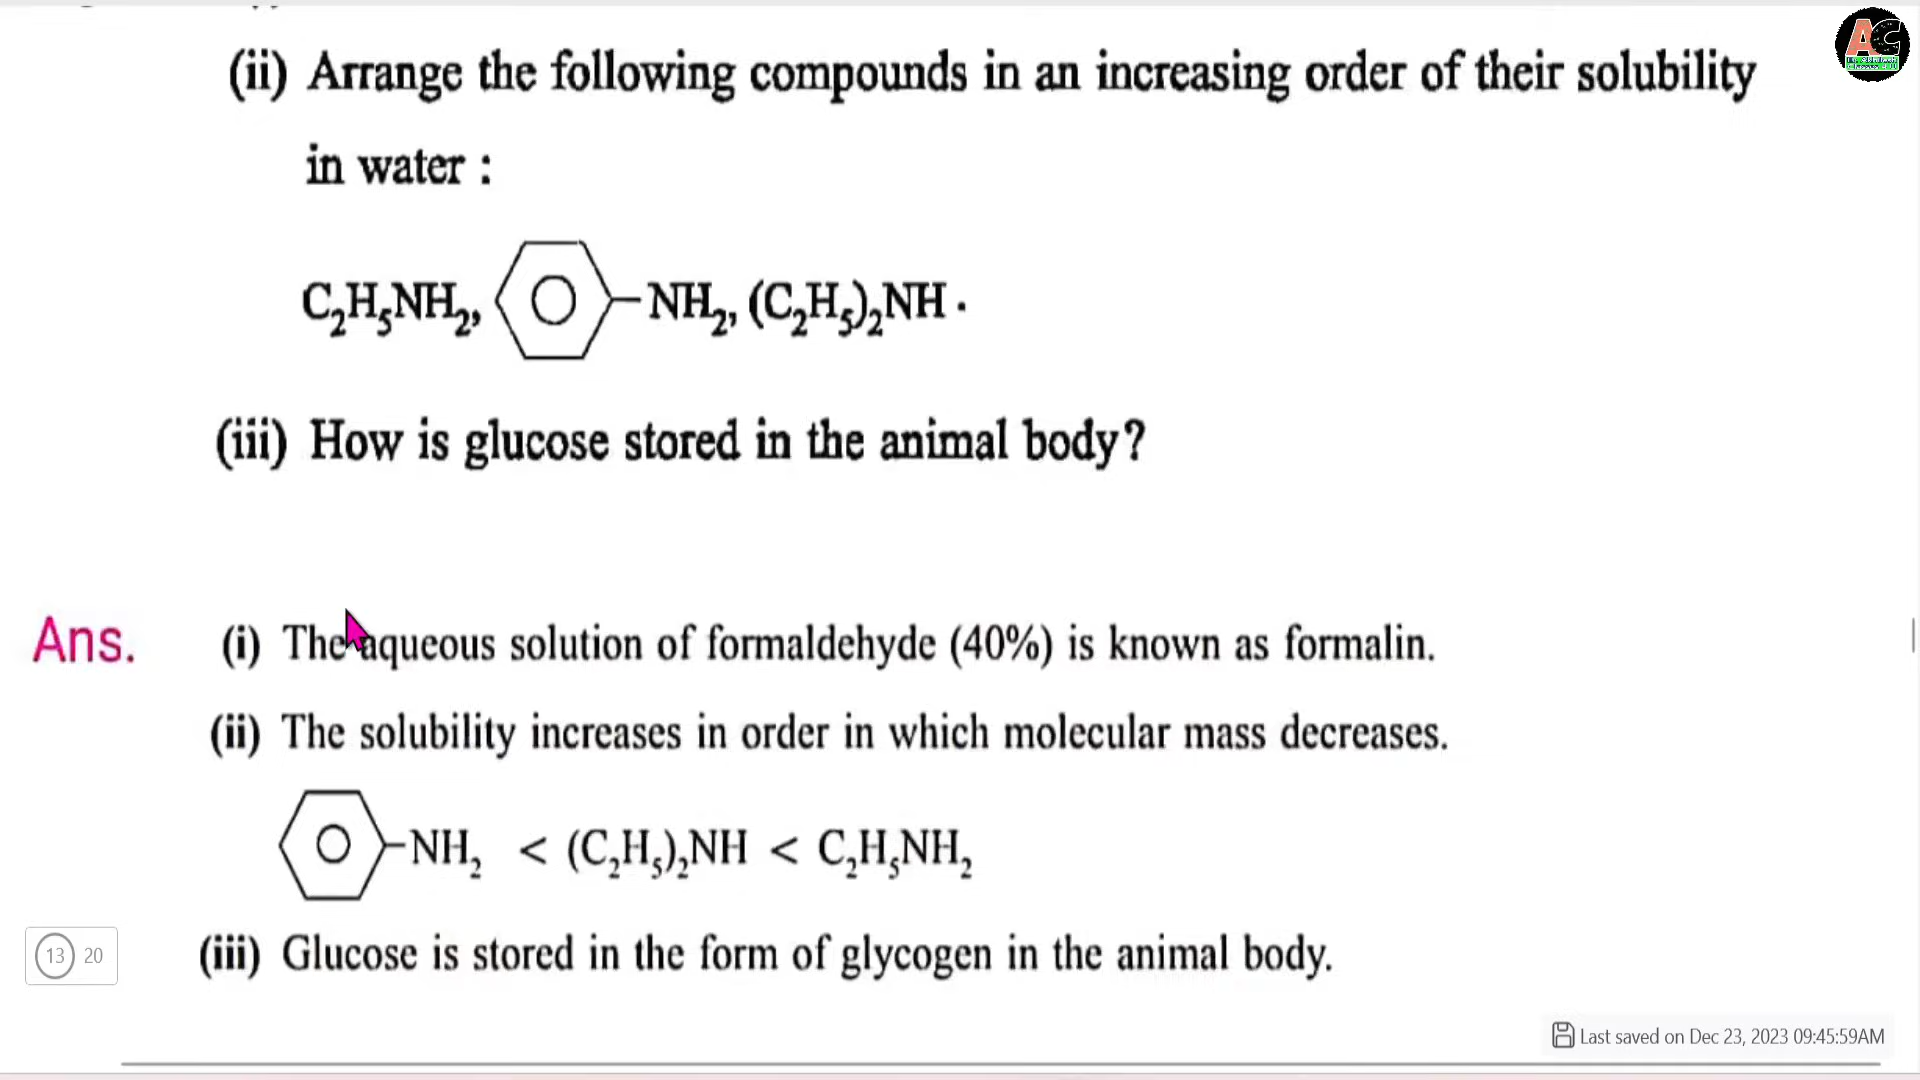 (ii) Arrange the following compounds in an increasing order of their solubility
in water :
C₂H₅NH₂, -NH₂, (C₂H₅)₂NH .
(iii) How is glucose stored in the animal body?
Ans. (i) The aqueous solution of formaldehyde (40%) is known as formalin.
(ii) The solubility increases in order in which molecular mass decreases.
-NH₂ < (C₂H₅)₂NH < C₂H₅NH₂
(iii) Glucose is stored in the form of glycogen in the animal body.
13 20
Last saved on Dec 23, 2023 09:45:59AM
AC